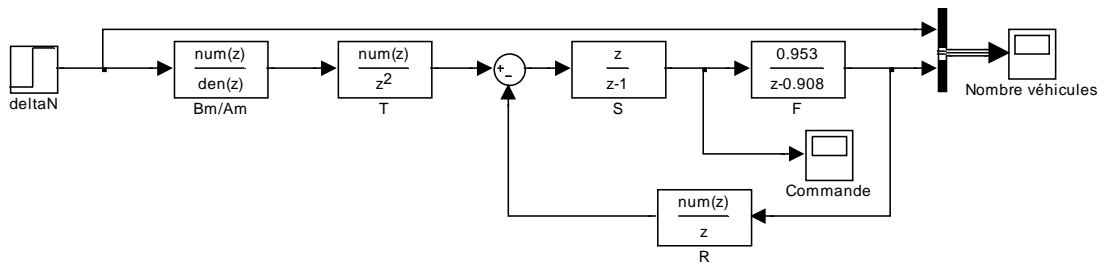 deltaN
num(z)
den(z)
Bm/Am
num(z)
z2
T
+
-
z
z-1
S
0.953
z-0.908
F
Nombre véhicules
Commande
num(z)
z
R